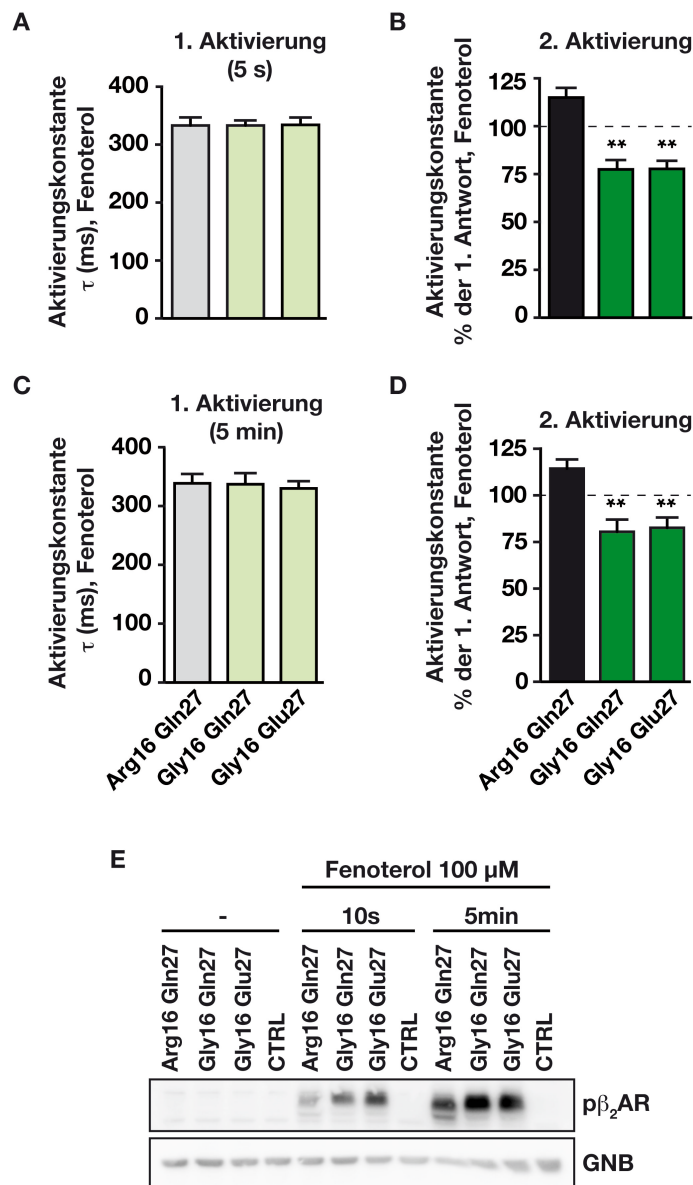 A
1. Aktivierung
(5 s)
Aktivierungskonstante
τ (ms), Fenoterol
400
300
200
100
0
B
2. Aktivierung
Aktivierungskonstante
% der 1. Antwort, Fenoterol
125
100
75
50
25
0
** **
C
1. Aktivierung
(5 min)
Aktivierungskonstante
τ (ms), Fenoterol
400
300
200
100
0
Arg16 Gln27
Gly16 Gln27
Gly16 Glu27
D
2. Aktivierung
Aktivierungskonstante
% der 1. Antwort, Fenoterol
125
100
75
50
25
0
** **
Arg16 Gln27
Gly16 Gln27
Gly16 Glu27
E
Fenoterol 100 µM
- 10s 5min
Arg16 Gln27
Gly16 Gln27
Gly16 Glu27
CTRL
Arg16 Gln27
Gly16 Gln27
Gly16 Glu27
CTRL
Arg16 Gln27
Gly16 Gln27
Gly16 Glu27
CTRL
pβ₂AR
GNB